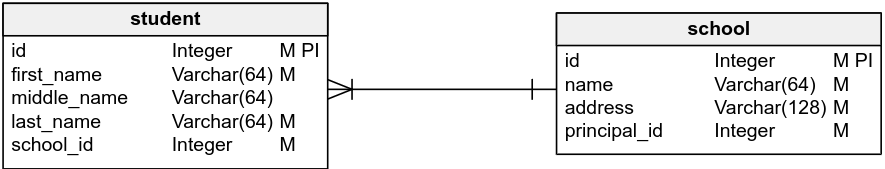 student
id Integer M PI
first_name Varchar(64) M
middle_name Varchar(64)
last_name Varchar(64) M
school_id Integer M
school
id Integer M PI
name Varchar(64) M
address Varchar(128) M
principal_id Integer M